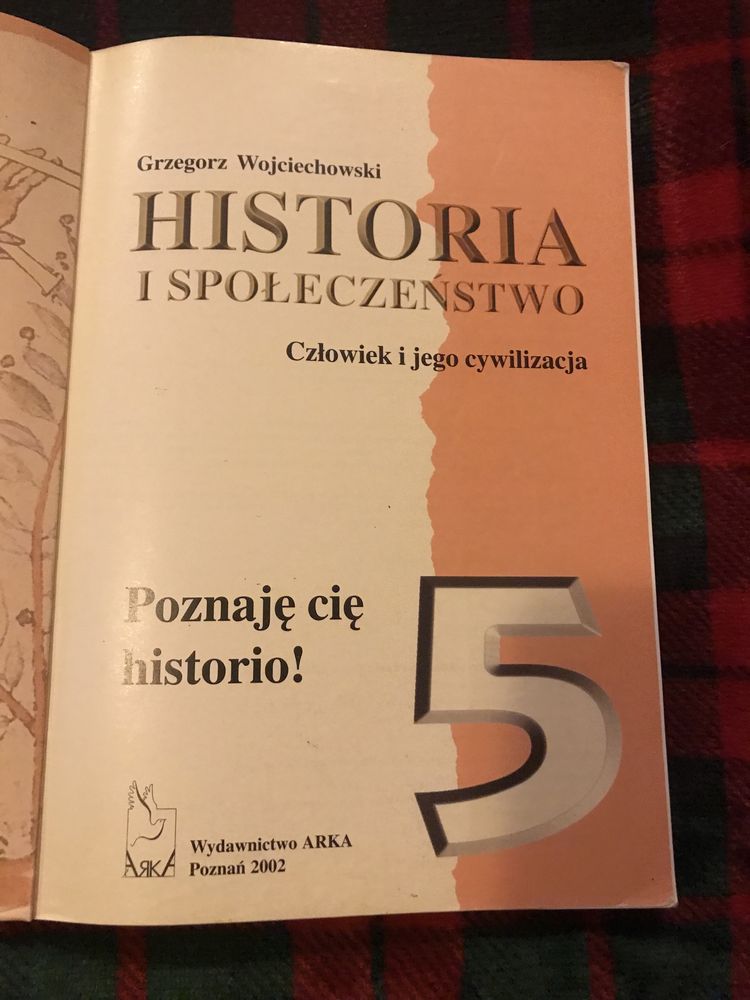 Grzegorz Wojciechowski
HISTORIA
I SPOŁECZEŃSTWO
Człowiek i jego cywilizacja
Poznaję cię
historio!
5
ARKA
Wydawnictwo ARKA
Poznań 2002